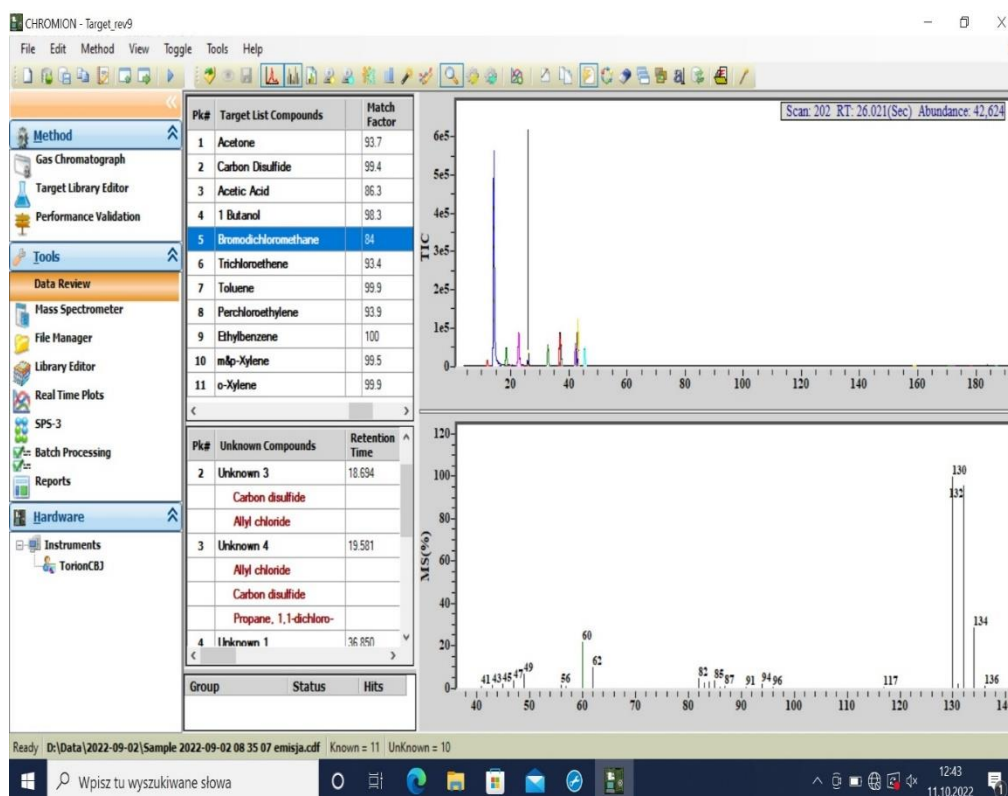 CHROMION - Target_rev9
File Edit Method View Toggle Tools Help
Method
Gas Chromatograph
Target Library Editor
Performance Validation
Tools
Data Review
Mass Spectrometer
File Manager
Library Editor
Real Time Plots
SPS-3
Batch Processing
Reports
Hardware
Instruments
TorionCBJ
Pk# Target List Compounds Match Factor
1 Acetone 93.7
2 Carbon Disulfide 99.4
3 Acetic Acid 86.3
4 1 Butanol 98.3
5 Bromodichloromethane 84
6 Trichloroethene 93.4
7 Toluene 99.9
8 Perchloroethylene 93.9
9 Ethylbenzene 100
10 m&p-Xylene 99.5
11 o-Xylene 99.9
Pk# Unknown Compounds Retention Time
2 Unknown 3 18.694
Carbon disulfide
Allyl chloride
3 Unknown 4 19.581
Allyl chloride
Carbon disulfide
Propane, 1,1-dichloro-
4 Unknown 1 36.850
Group Status Hits
Scan: 202 RT: 26.021(Sec) Abundance: 42,624
TIC
6e5
5e5
4e5
3e5
2e5
1e5
0
20 40 60 80 100 120 140 160 180
MS(%)
120
100
80
60
40
20
0
130
132
134
60
62
41 43 45 47 49 56 82 85 87 91 94 96 117 136
40 50 60 70 80 90 100 110 120 130 140
Ready D:\Data\2022-09-02\Sample 2022-09-02 08 35 07 emisja.cdf Known = 11 UnKnown = 10
Wpisz tu wyszukiwane słowa
12:43
11.10.2022